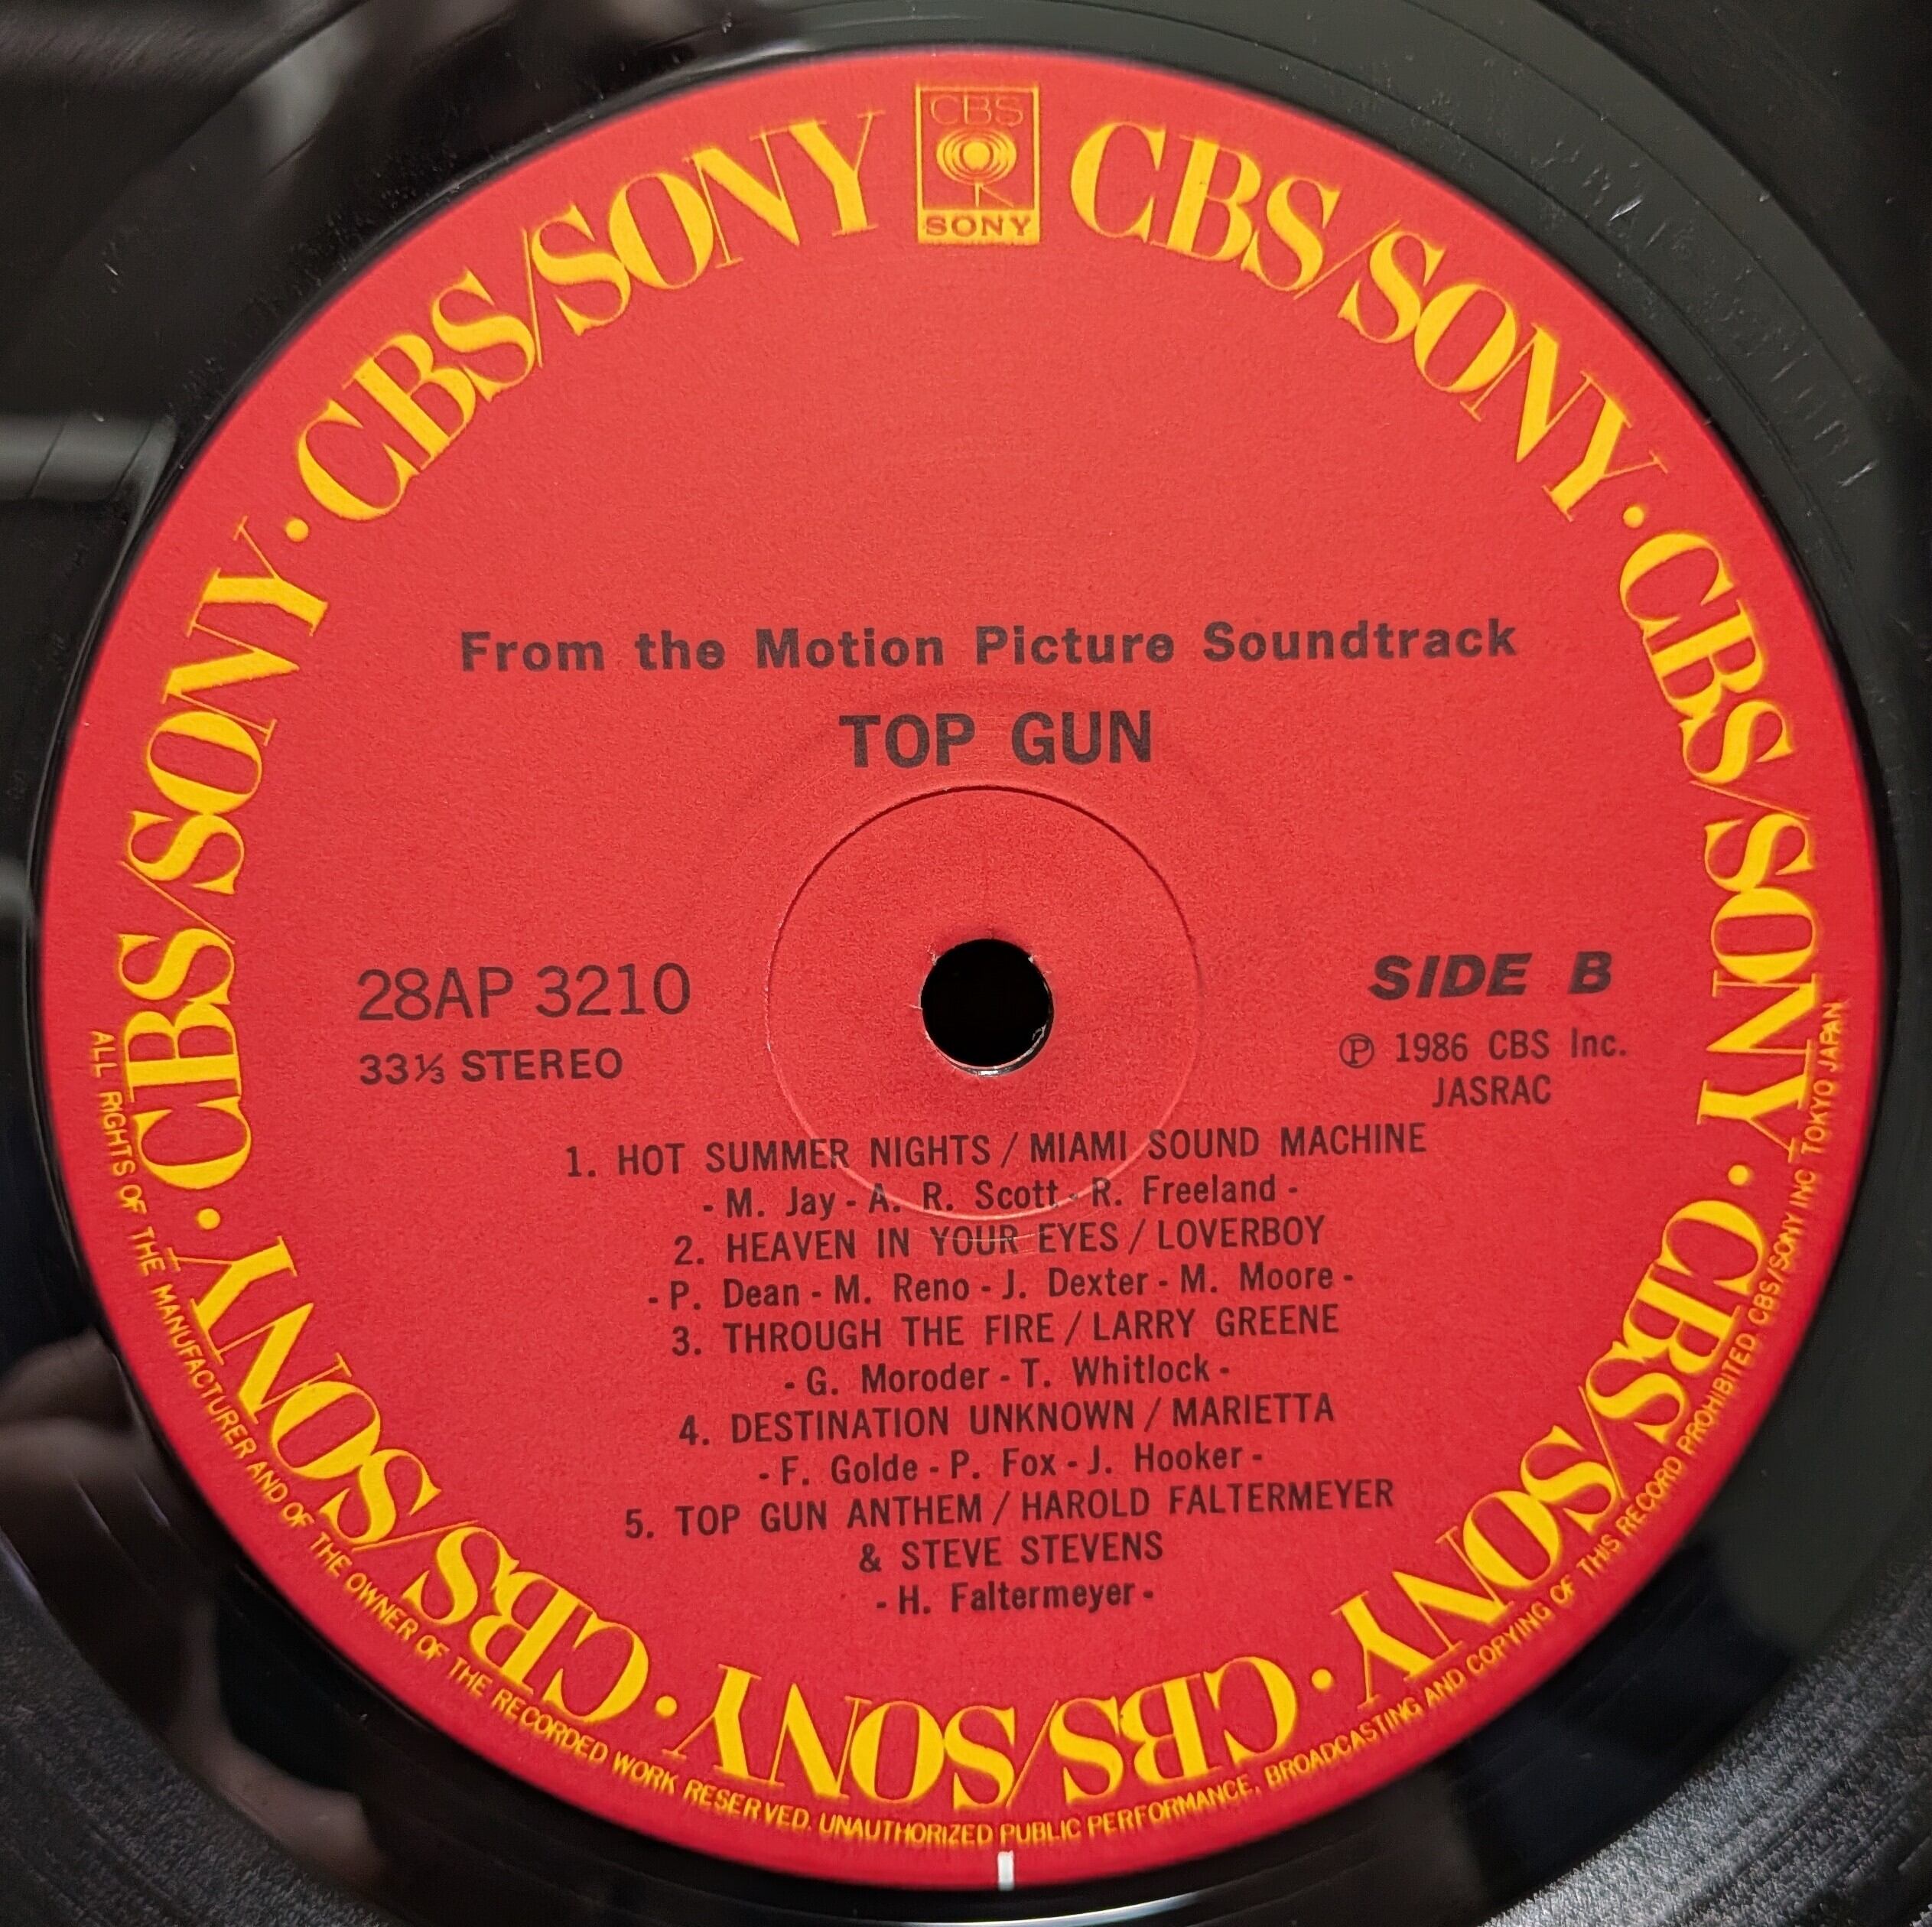 CBS
SONY
CBS/SONY · CBS/SONY · CBS/SONY · CBS/SONY · CBS/SONY · CBS/SONY · CBS/SONY
From the Motion Picture Soundtrack
TOP GUN
28AP 3210
33⅓ STEREO
SIDE B
Ⓟ 1986 CBS Inc.
JASRAC
1. HOT SUMMER NIGHTS / MIAMI SOUND MACHINE
- M. Jay - A. R. Scott - R. Freeland -
2. HEAVEN IN YOUR EYES / LOVERBOY
- P. Dean - M. Reno - J. Dexter - M. Moore -
3. THROUGH THE FIRE / LARRY GREENE
- G. Moroder - T. Whitlock -
4. DESTINATION UNKNOWN / MARIETTA
- F. Golde - P. Fox - J. Hooker -
5. TOP GUN ANTHEM / HAROLD FALTERMEYER
& STEVE STEVENS
- H. Faltermeyer -
ALL RIGHTS OF THE MANUFACTURER AND OF THE OWNER OF THE RECORDED WORK RESERVED. UNAUTHORIZED PUBLIC PERFORMANCE, BROADCASTING AND COPYING OF THIS RECORD PROHIBITED CBS/SONY INC TOKYO JAPAN